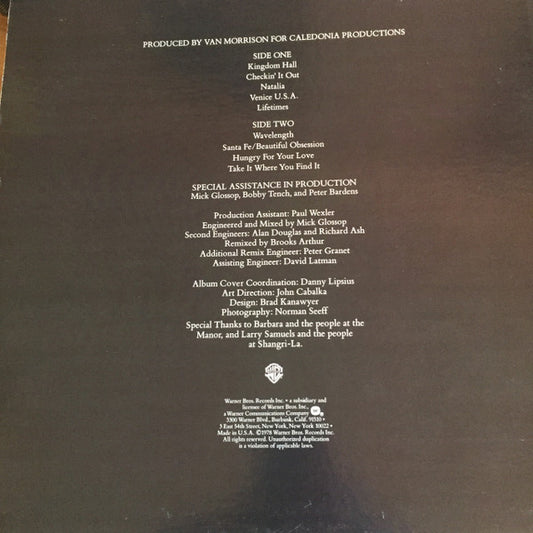 PRODUCED BY VAN MORRISON FOR CALEDONIA PRODUCTIONS
SIDE ONE
Kingdom Hall
Checkin' It Out
Natalia
Venice U.S.A.
Lifetimes
SIDE TWO
Wavelength
Santa Fe/Beautiful Obsession
Hungry For Your Love
Take It Where You Find It
SPECIAL ASSISTANCE IN PRODUCTION
Mick Glossop, Bobby Tench, and Peter Bardens
Production Assistant: Paul Wexler
Engineered and Mixed by Mick Glossop
Second Engineers: Alan Douglas and Richard Ash
Remixed by Brooks Arthur
Additional Remix Engineer: Peter Granet
Assisting Engineer: David Latman
Album Cover Coordination: Danny Lipsius
Art Direction: John Cabalka
Design: Brad Kanawyer
Photography: Norman Seeff
Special Thanks to Barbara and the people at the
Manor, and Larry Samuels and the people
at Shangri-La.
Warner Bros. Records Inc. • a subsidiary and
licensee of Warner Bros. Inc.,
a Warner Communications Company
3300 Warner Blvd., Burbank, Calif. 91510 •
3 East 54th Street, New York, New York 10022 •
Made in U.S.A. ©1978 Warner Bros. Records Inc.
All rights reserved. Unauthorized duplication
is a violation of applicable laws.